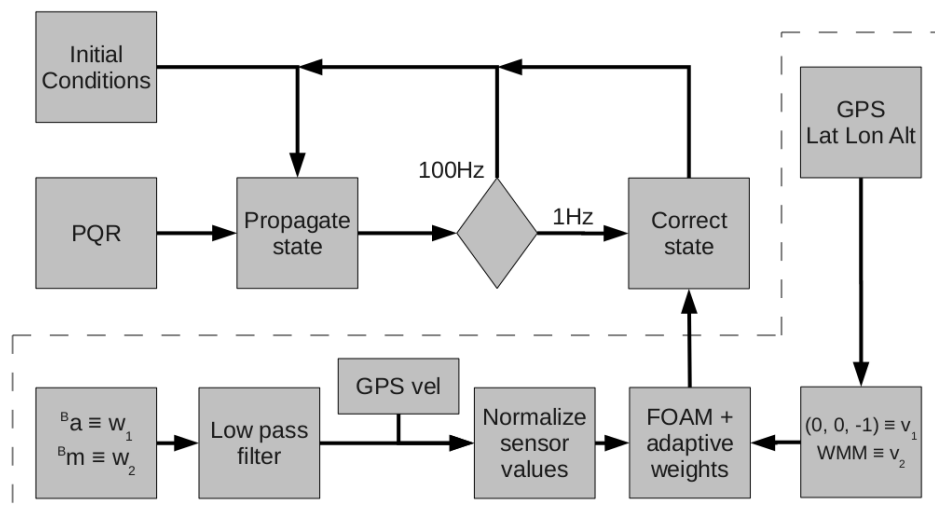 Initial
Conditions
GPS
Lat Lon Alt
100Hz
PQR
Propagate
state
1Hz
Correct
state
GPS vel
ᴮa ≡ w₁
ᴮm ≡ w₂
Low pass
filter
Normalize
sensor
values
FOAM +
adaptive
weights
(0, 0, -1) ≡ v₁
WMM ≡ v₂